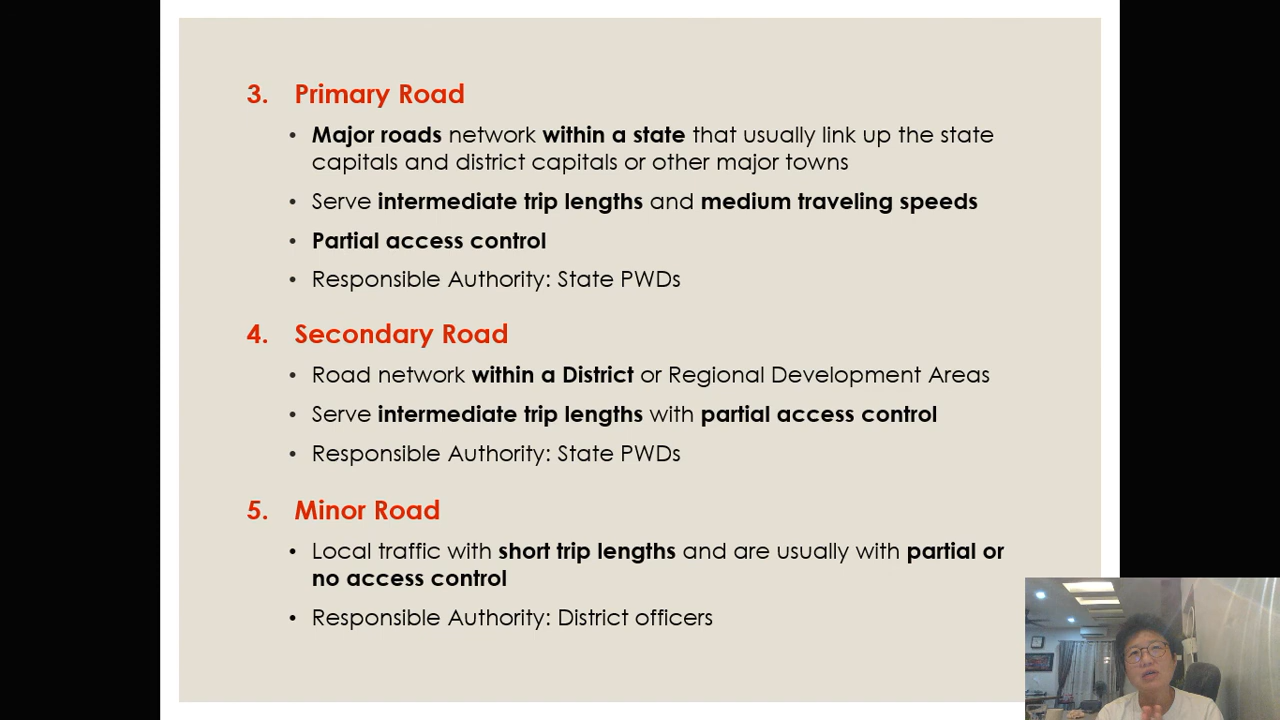 3. Primary Road
• Major roads network within a state that usually link up the state
capitals and district capitals or other major towns
• Serve intermediate trip lengths and medium traveling speeds
• Partial access control
• Responsible Authority: State PWDs
4. Secondary Road
• Road network within a District or Regional Development Areas
• Serve intermediate trip lengths with partial access control
• Responsible Authority: State PWDs
5. Minor Road
• Local traffic with short trip lengths and are usually with partial or
no access control
• Responsible Authority: District officers